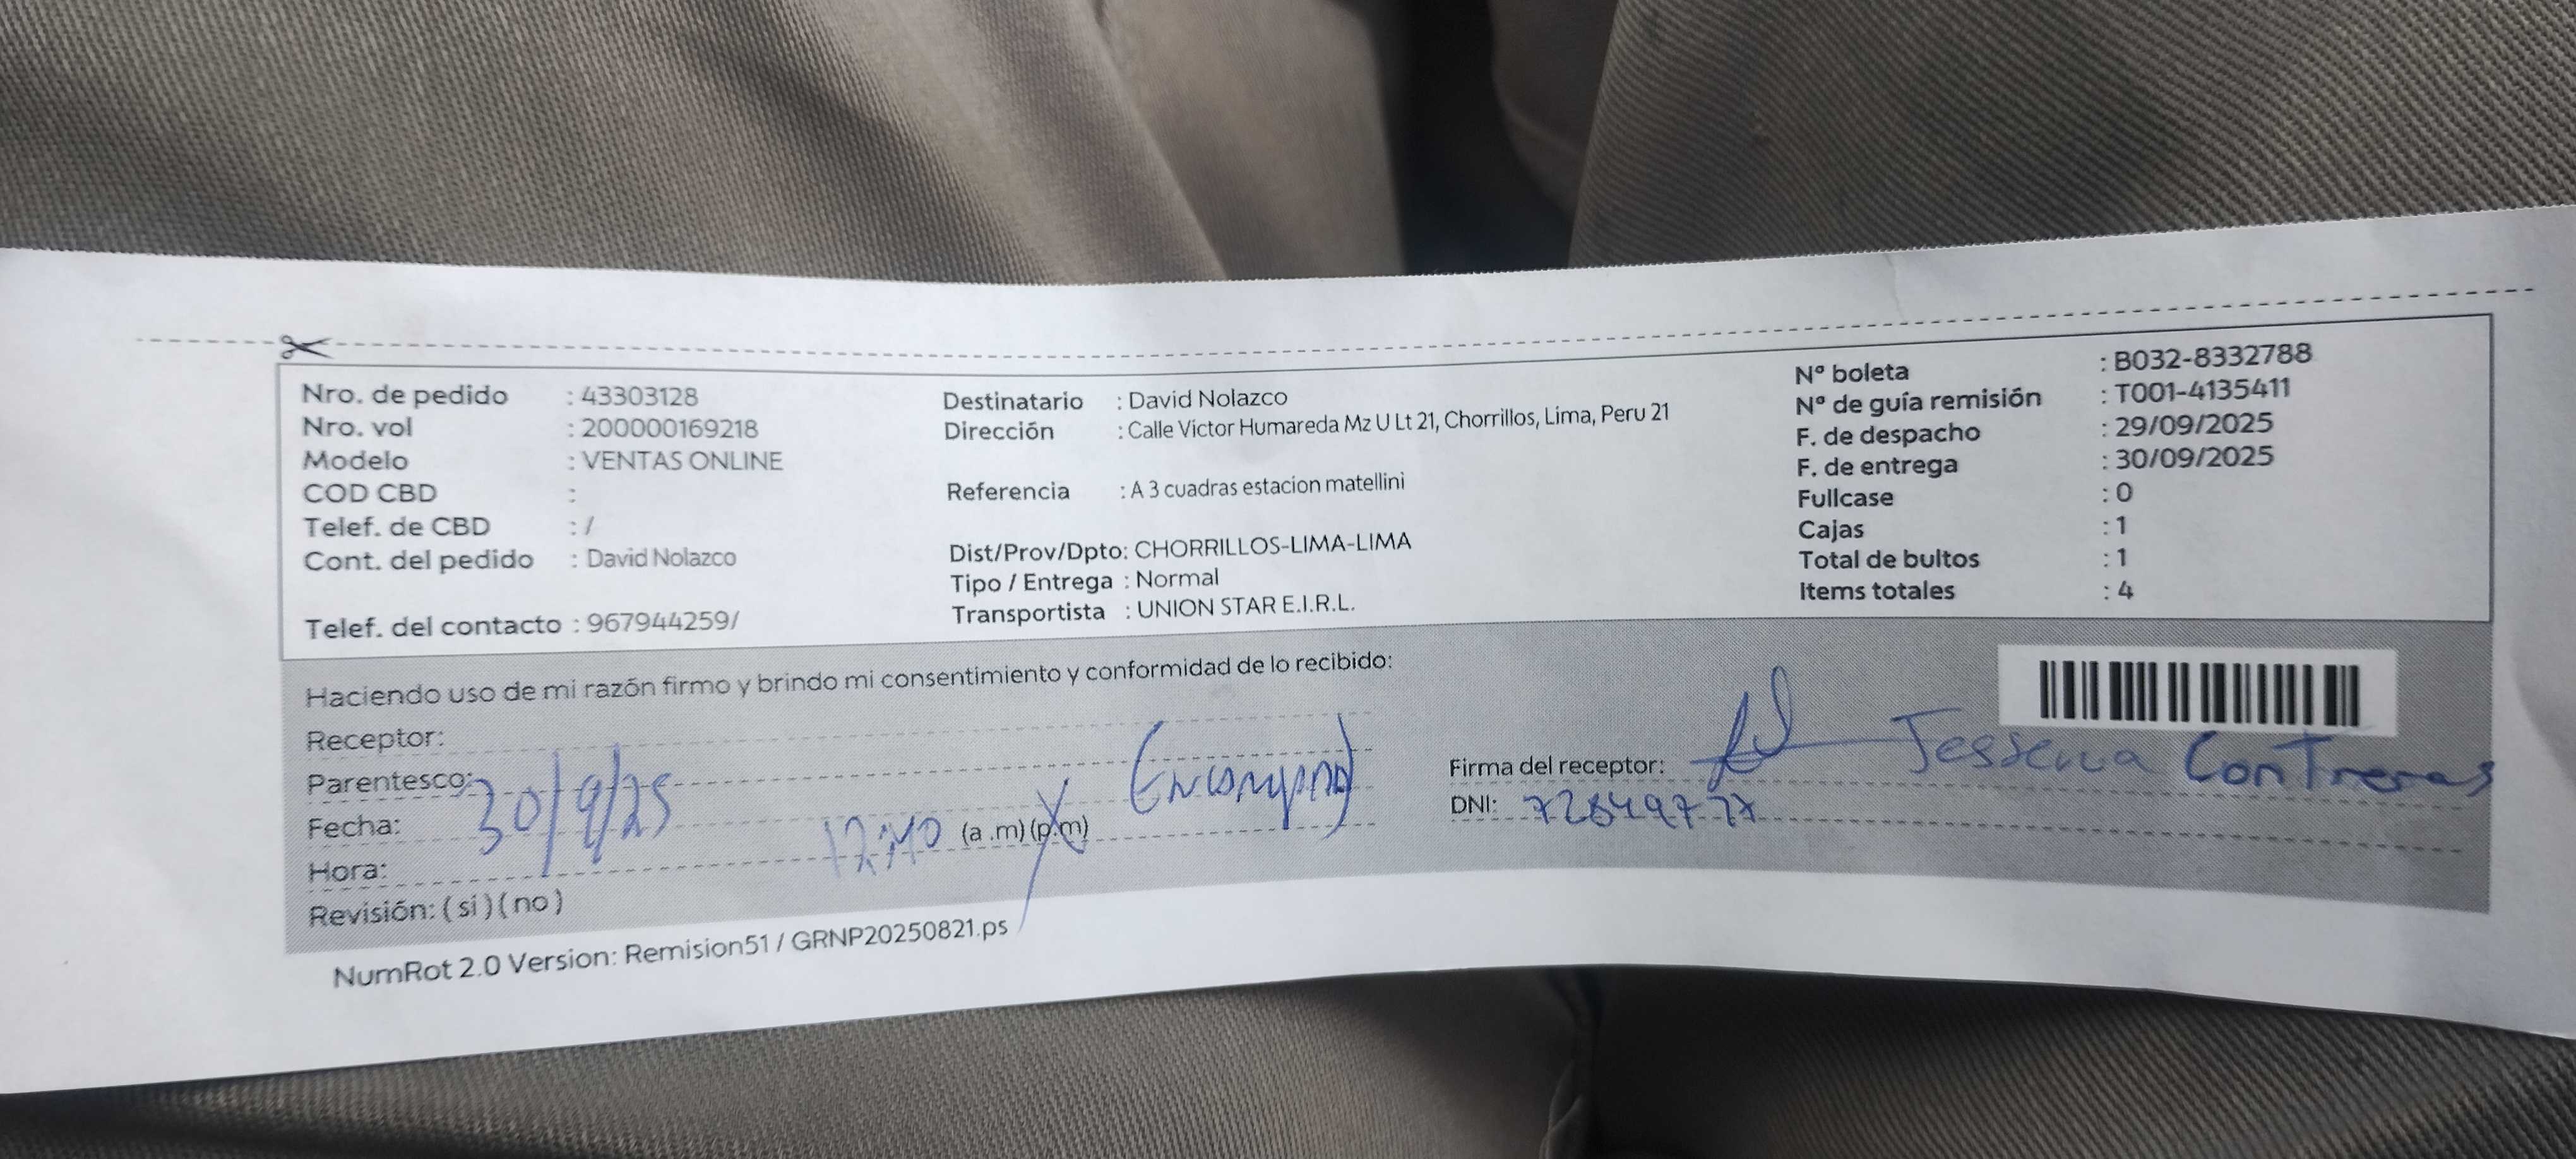 Nro. de pedido : 43303128
Nro. vol : 200000169218
Modelo : VENTAS ONLINE
COD CBD :
Telef. de CBD : /
Cont. del pedido : David Nolazco
Telef. del contacto : 967944259/
Destinatario : David Nolazco
Dirección : Calle Victor Humareda Mz U Lt 21, Chorrillos, Lima, Peru 21
Referencia : A 3 cuadras estacion matellini
Dist/Prov/Dpto: CHORRILLOS-LIMA-LIMA
Tipo / Entrega : Normal
Transportista : UNION STAR E.I.R.L.
Nº boleta : B032-8332788
Nº de guía remisión : T001-4135411
F. de despacho : 29/09/2025
F. de entrega : 30/09/2025
Fullcase : 0
Cajas : 1
Total de bultos : 1
Items totales : 4
Haciendo uso de mi razón firmo y brindo mi consentimiento y conformidad de lo recibido:
Receptor:
Parentesco:
Fecha: 30/9/25
Hora: 12:40 (a .m) (p.m)
Revisión: ( si ) ( no )
Firma del receptor: Contreras
DNI:
NumRot 2.0 Version: Remision51 / GRNP20250821.ps